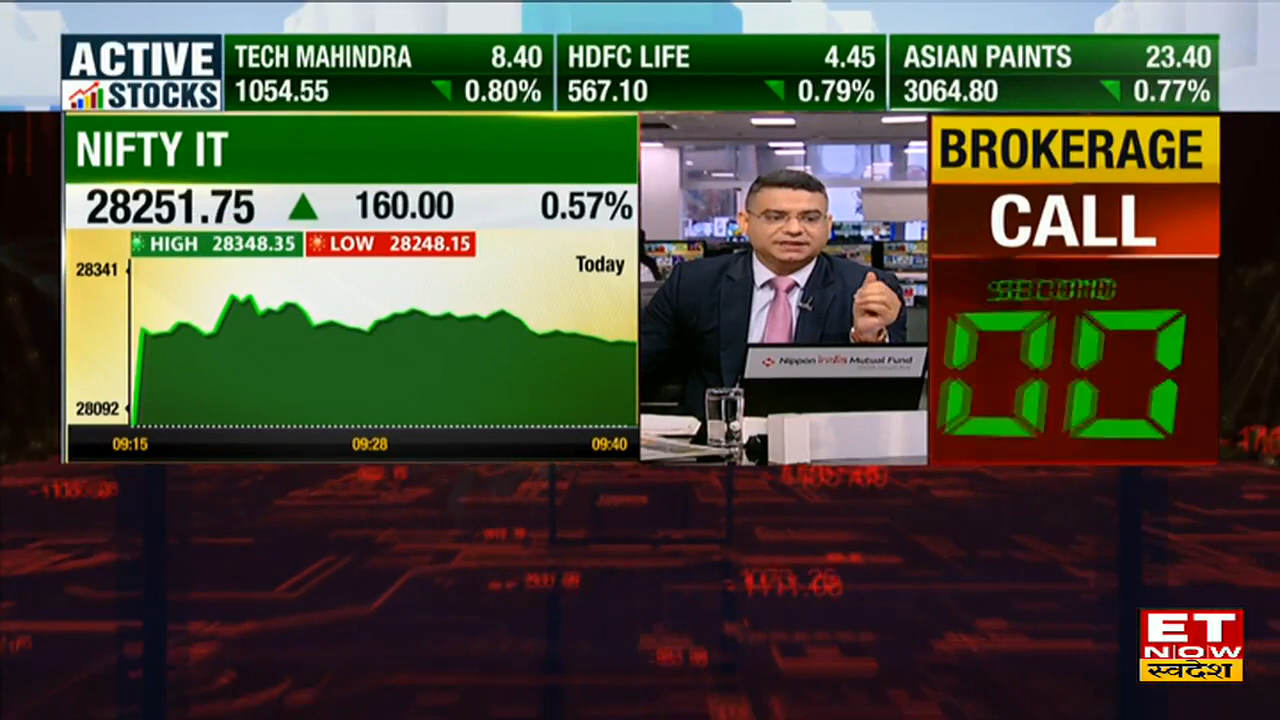 ACTIVE
STOCKS
TECH MAHINDRA 8.40
1054.55 0.80%
HDFC LIFE 4.45
567.10 0.79%
ASIAN PAINTS 23.40
3064.80 0.77%
NIFTY IT
28251.75 160.00 0.57%
HIGH 28348.35 LOW 28248.15
Today
28341
28092
09:15 09:28 09:40
Nippon india Mutual Fund
BROKERAGE
CALL
SECOND
00
ET
NOW
स्वदेश